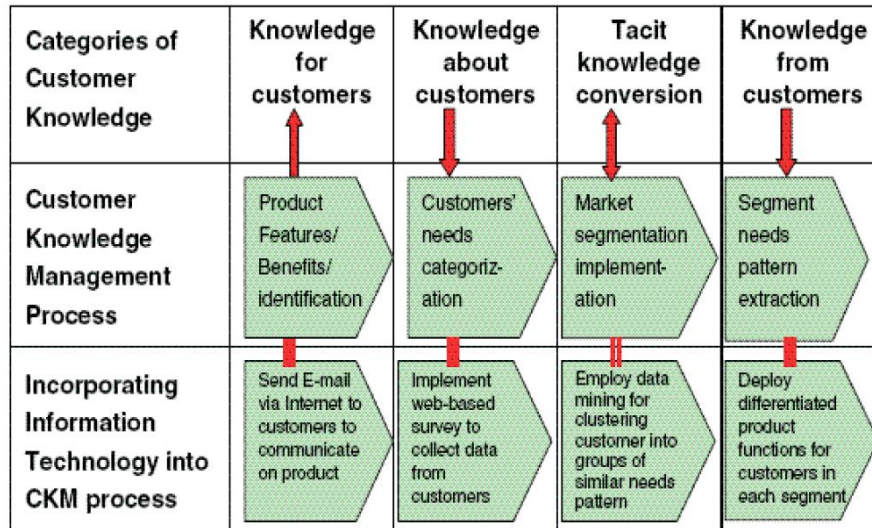 Categories of
Customer
Knowledge
Knowledge
for
customers
Knowledge
about
customers
Tacit
knowledge
conversion
Knowledge
from
customers
Customer
Knowledge
Management
Process
Product
Features/
Benefits/
identification
Customers'
needs
categoriz-
ation
Market
segmentation
implement-
ation
Segment
needs
pattern
extraction
Incorporating
Information
Technology into
CKM process
Send E-mail
via Internet to
customers to
communicate
on product
Implement
web-based
survey to
collect data
from
customers
Employ data
mining for
clustering
customer into
groups of
similar needs
pattern
Deploy
differentiated
product
functions for
customers in
each segment